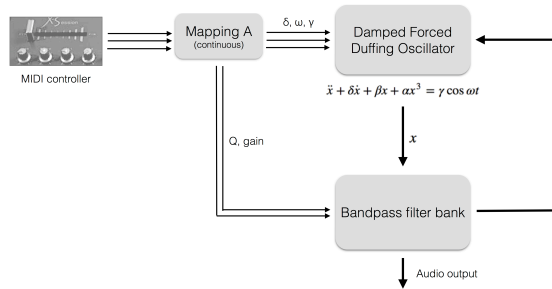 Mapping A
(continuous)
δ, ω, γ
Damped Forced
Duffing Oscillator
MIDI controller
ẍ + δẋ + βx + αx³ = γ cos ωt
Q, gain
x
Bandpass filter bank
Audio output